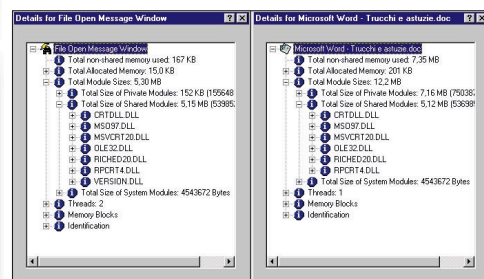 Details for File Open Message Window
File Open Message Window
Total non-shared memory used: 167 KB
Total Allocated Memory: 15,0 KB
Total Module Sizes: 5,30 MB
Total Size of Private Modules: 152 KB (155648
Total Size of Shared Modules: 5,15 MB (53985
CRTDLL.DLL
MSO97.DLL
MSVCRT20.DLL
OLE32.DLL
RICHED20.DLL
RPCRT4.DLL
VERSION.DLL
Total Size of System Modules: 4543672 Bytes
Threads: 2
Memory Blocks
Identification
Details for Microsoft Word - Trucchi e astuzie.doc
Microsoft Word - Trucchi e astuzie.doc
Total non-shared memory used: 7,35 MB
Total Allocated Memory: 201 KB
Total Module Sizes: 12,2 MB
Total Size of Private Modules: 7,16 MB (75038
Total Size of Shared Modules: 5,12 MB (53698
CRTDLL.DLL
MSO97.DLL
MSVCRT20.DLL
OLE32.DLL
RICHED20.DLL
RPCRT4.DLL
Total Size of System Modules: 4543672 Bytes
Threads: 1
Memory Blocks
Identification